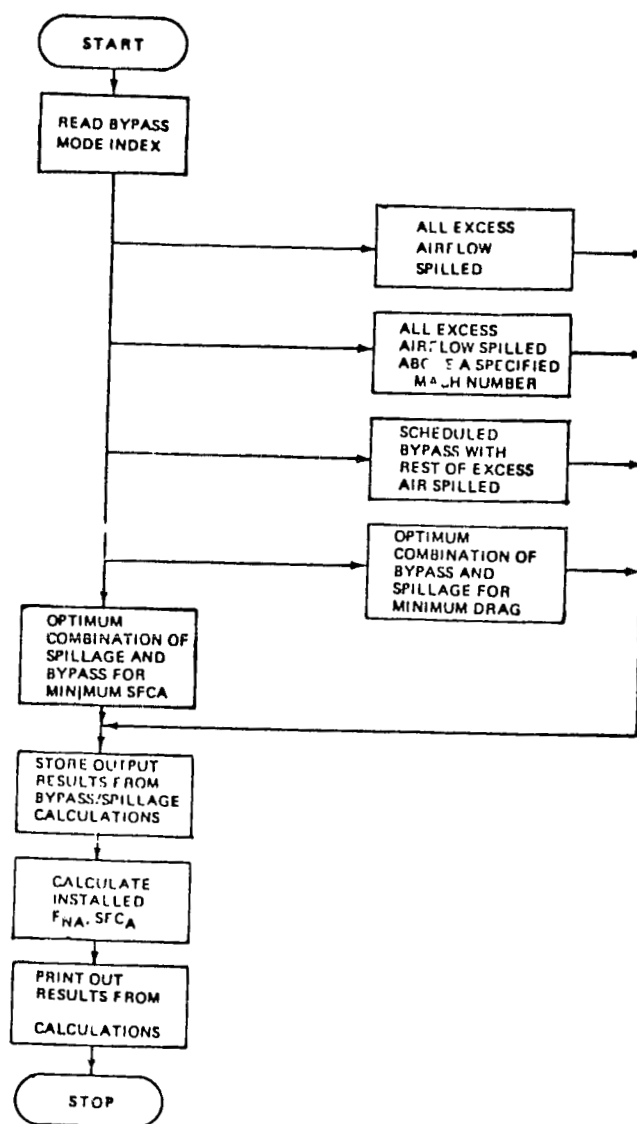 START
READ BYPASS
MODE INDEX
ALL EXCESS
AIRFLOW
SPILLED
ALL EXCESS
AIRFLOW SPILLED
A SPECIFIED
NUMBER
SCHEDULED
BYPASS WITH
REST OF EXCESS
AIR SPILLED
OPTIMUM
COMBINATION OF
BYPASS AND
SPILLAGE FOR
MINIMUM DRAG
OPTIMUM
COMBINATION OF
SPILLAGE AND
BYPASS FOR
MINIMUM SFCA
STORE OUTPUT
RESULTS FROM
BYPASS/SPILLAGE
CALCULATIONS
CALCULATE
INSTALLED
FNA, SFCA
PRINT OUT
RESULTS FROM
CALCULATIONS
STOP